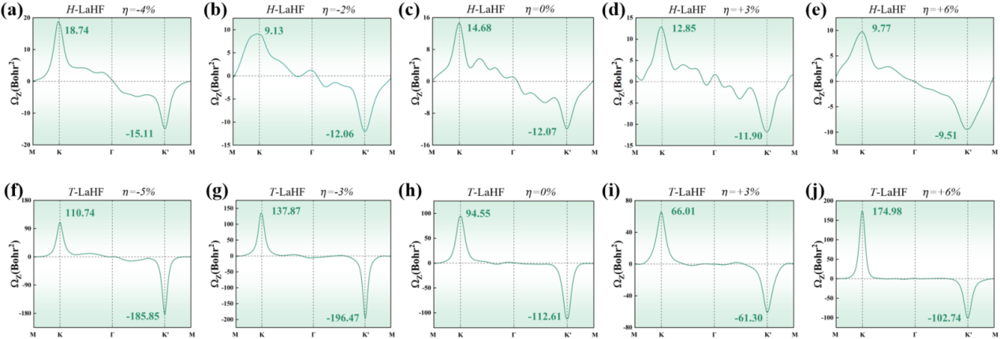 (a) H-LaHF η=-4%
Ω_Z(Bohr²)
20
10
0
-10
-20
18.74
-15.11
M K Γ K' M
(b) H-LaHF η=-2%
Ω_Z(Bohr²)
10
5
0
-5
-10
-15
9.13
-12.06
M K Γ K' M
(c) H-LaHF η=0%
Ω_Z(Bohr²)
16
8
0
-8
-16
14.68
-12.07
M K Γ K' M
(d) H-LaHF η=+3%
Ω_Z(Bohr²)
15
10
5
0
-5
-10
-15
12.85
-11.90
M K Γ K' M
(e) H-LaHF η=+6%
Ω_Z(Bohr²)
10
5
0
-5
-10
9.77
-9.51
M K Γ K' M
(f) T-LaHF η=-5%
Ω_Z(Bohr²)
180
90
0
-90
-180
110.74
-185.85
M K Γ K' M
(g) T-LaHF η=-3%
Ω_Z(Bohr²)
150
100
50
0
-50
-100
-150
-200
137.87
-196.47
M K Γ K' M
(h) T-LaHF η=0%
Ω_Z(Bohr²)
100
50
0
-50
-100
94.55
-112.61
M K Γ K' M
(i) T-LaHF η=+3%
Ω_Z(Bohr²)
80
40
0
-40
-80
66.01
-61.30
M K Γ K' M
(j) T-LaHF η=+6%
Ω_Z(Bohr²)
200
150
100
50
0
-50
-100
174.98
-102.74
M K Γ K' M